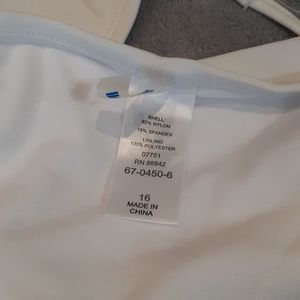 SHELL:
82% NYLON
18% SPANDEX
LINING:
100% POLYESTER
07751
RN 88842
67-0450-6
16
MADE IN
CHINA